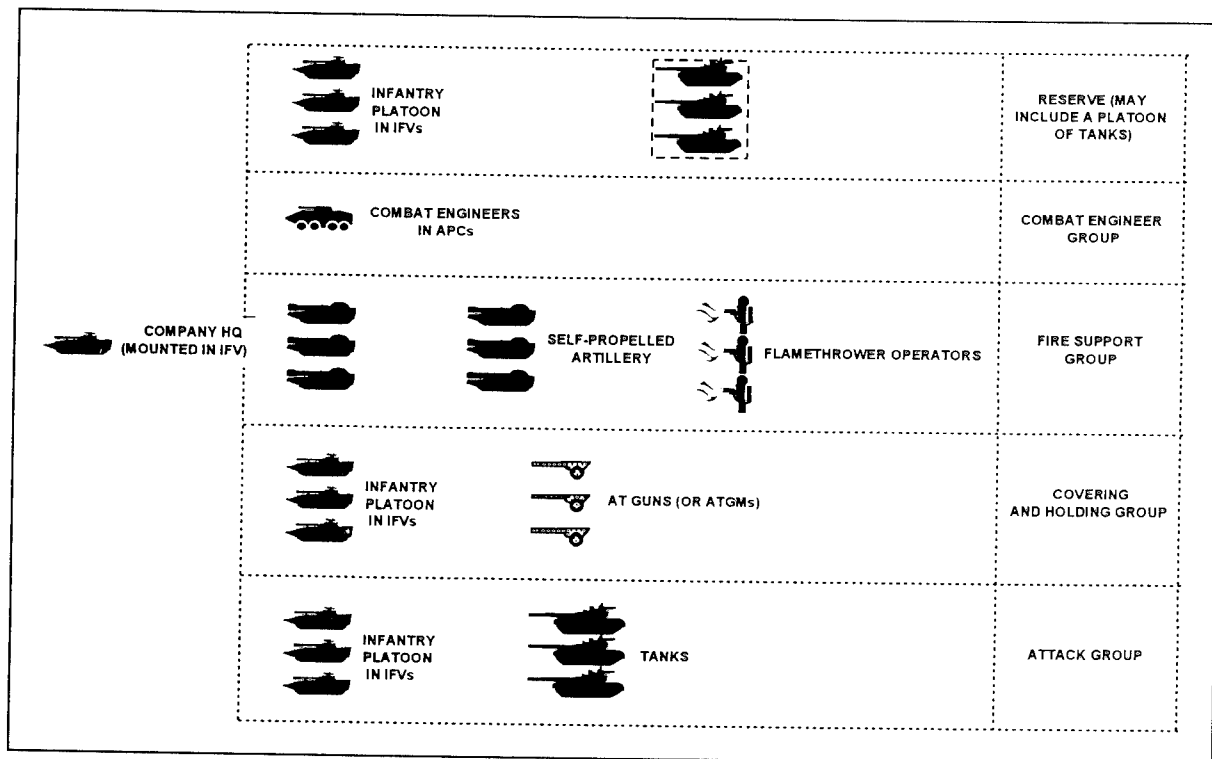 INFANTRY
PLATOON
IN IFVs
RESERVE (MAY
INCLUDE A PLATOON
OF TANKS)
COMBAT ENGINEERS
IN APCs
COMBAT ENGINEER
GROUP
COMPANY HQ
(MOUNTED IN IFV)
SELF-PROPELLED
ARTILLERY
FLAMETHROWER OPERATORS
FIRE SUPPORT
GROUP
INFANTRY
PLATOON
IN IFVs
AT GUNS (OR ATGMs)
COVERING
AND HOLDING GROUP
INFANTRY
PLATOON
IN IFVs
TANKS
ATTACK GROUP